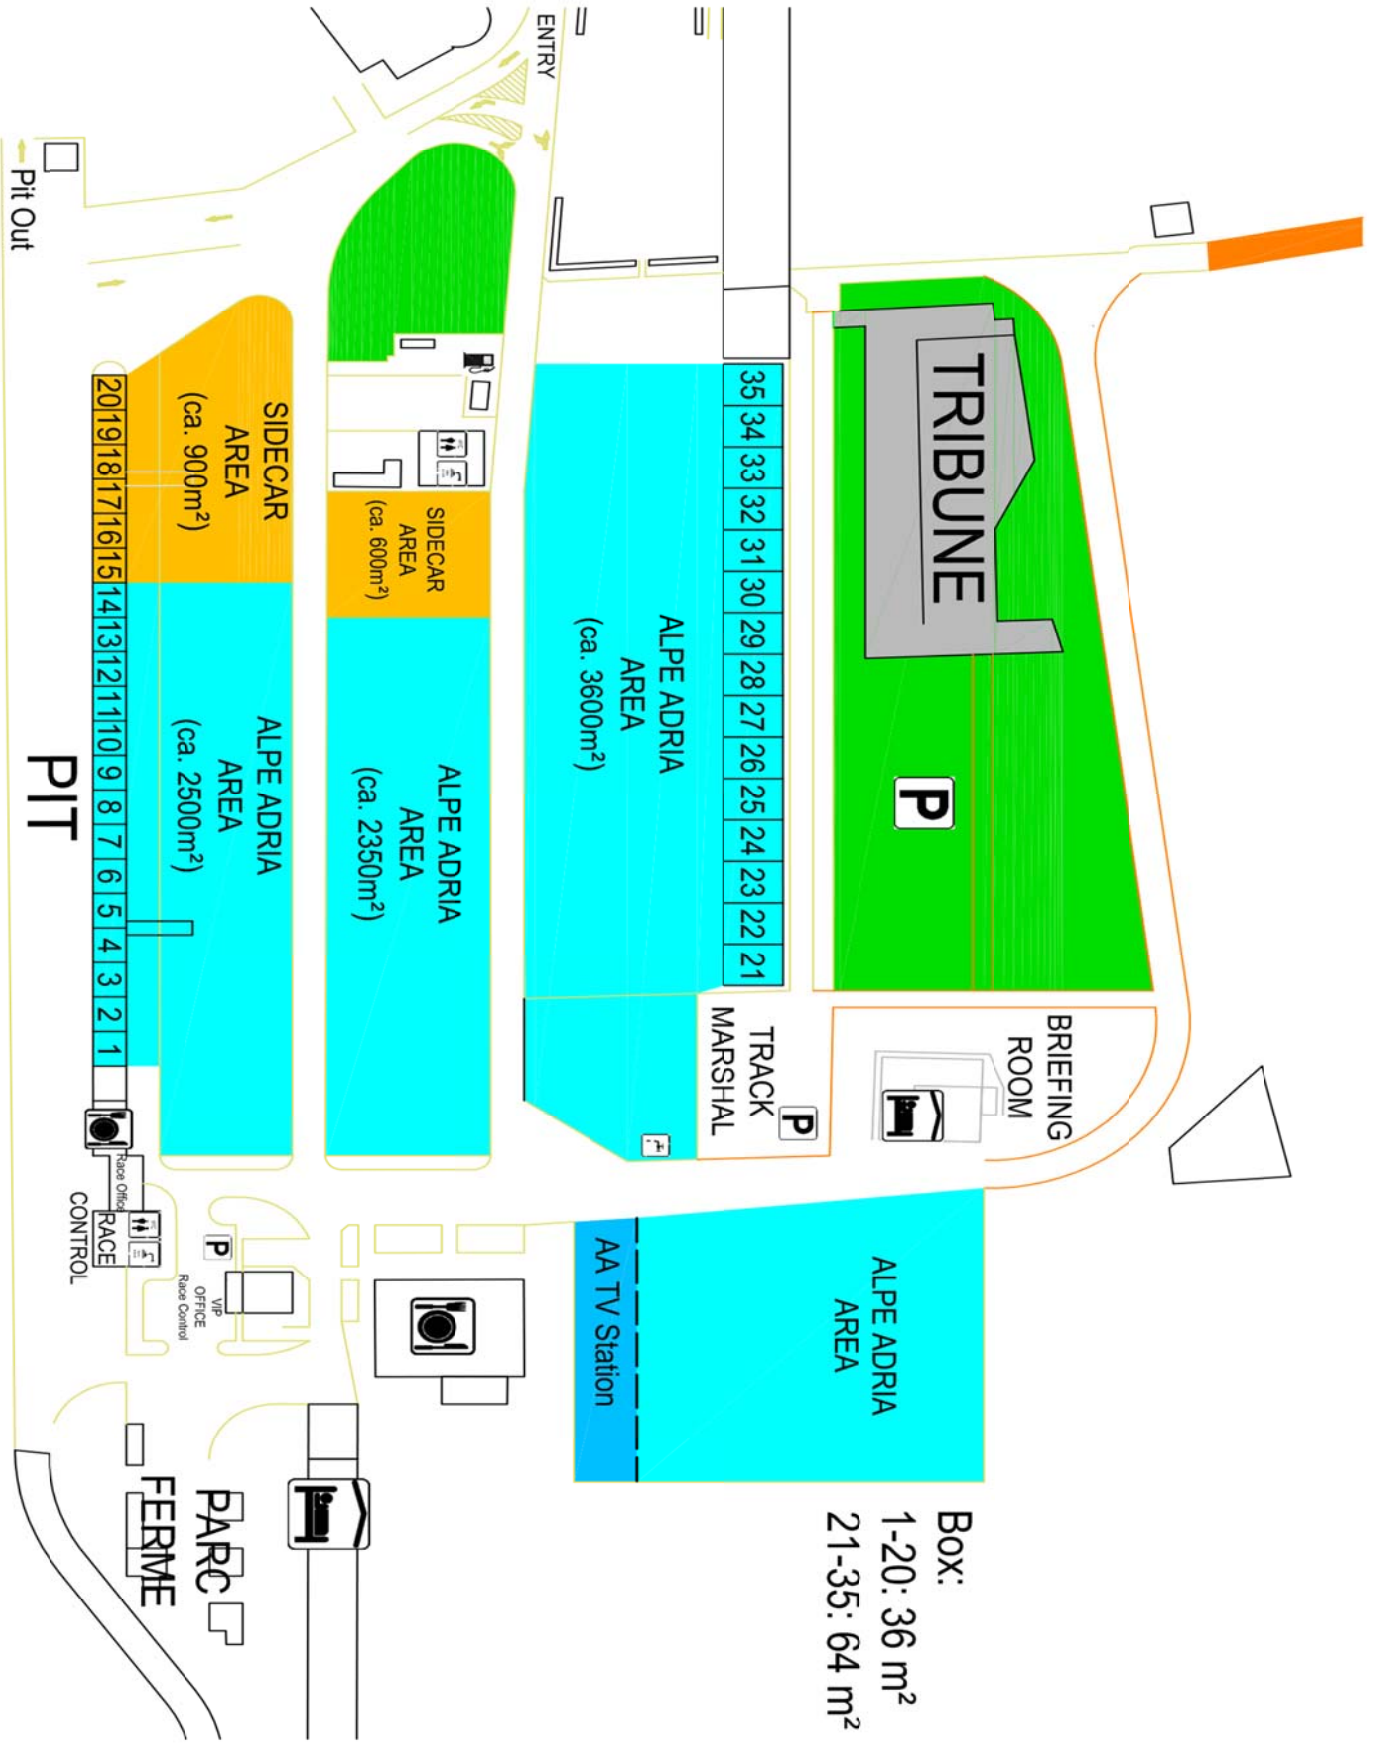 ENTRY
Pit Out
TRIBUNE
SIDECAR
AREA
(ca. 900m²)
SIDECAR
AREA
(ca. 600m²)
ALPE ADRIA
AREA
(ca. 3600m²)
35 34 33 32 31 30 29 28 27 26 25 24 23 22 21
20 19 18 17 16 15 14 13 12 11 10 9 8 7 6 5 4 3 2 1
ALPE ADRIA
AREA
(ca. 2500m²)
ALPE ADRIA
AREA
(ca. 2350m²)
PIT
P
BRIEFING
ROOM
TRACK
MARSHAL
P
Race Office
RACE
CONTROL
P
VIP
OFFICE
Race Control
ALPE ADRIA
AREA
AA TV Station
PARC
FERME
Box:
1-20: 36 m²
21-35: 64 m²